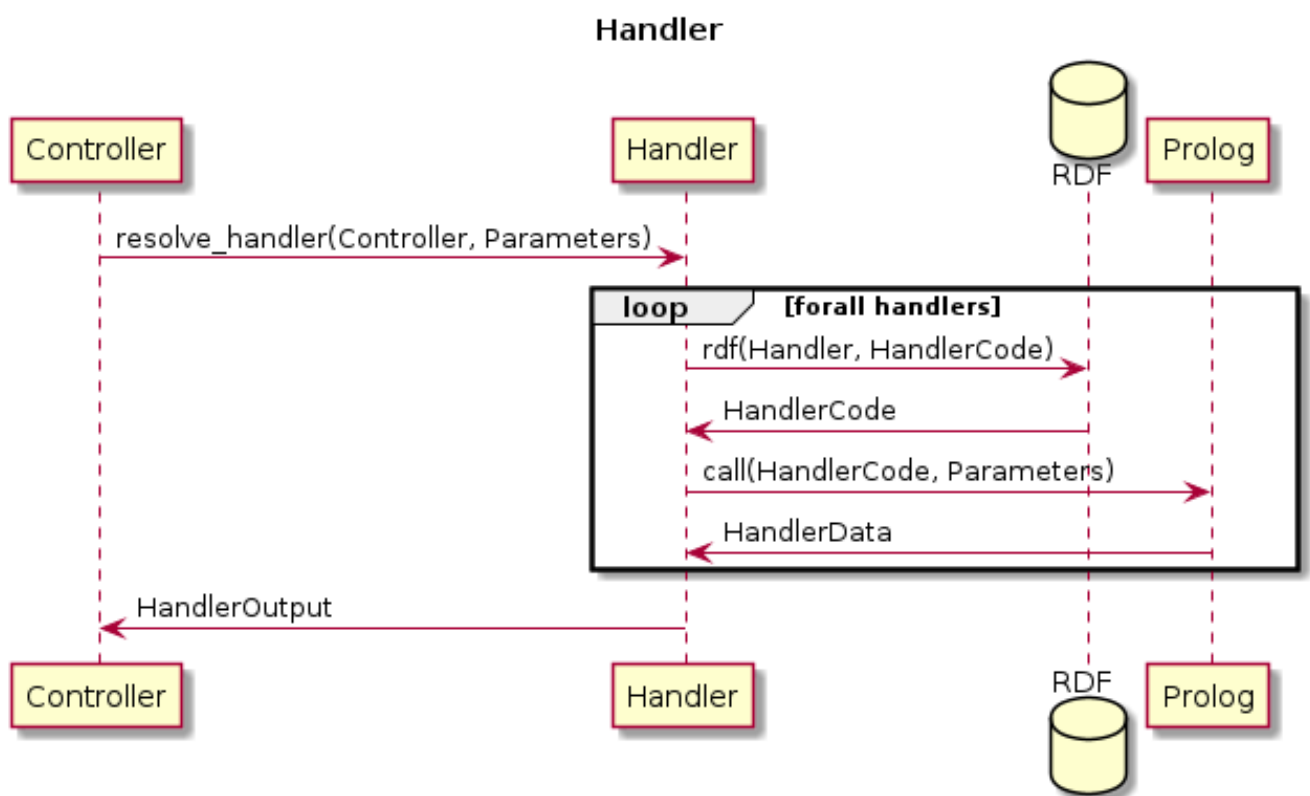 Handler
Controller
Handler
RDF
Prolog
resolve_handler(Controller, Parameters)
loop [forall handlers]
rdf(Handler, HandlerCode)
HandlerCode
call(HandlerCode, Parameters)
HandlerData
HandlerOutput
Controller
Handler
RDF
Prolog